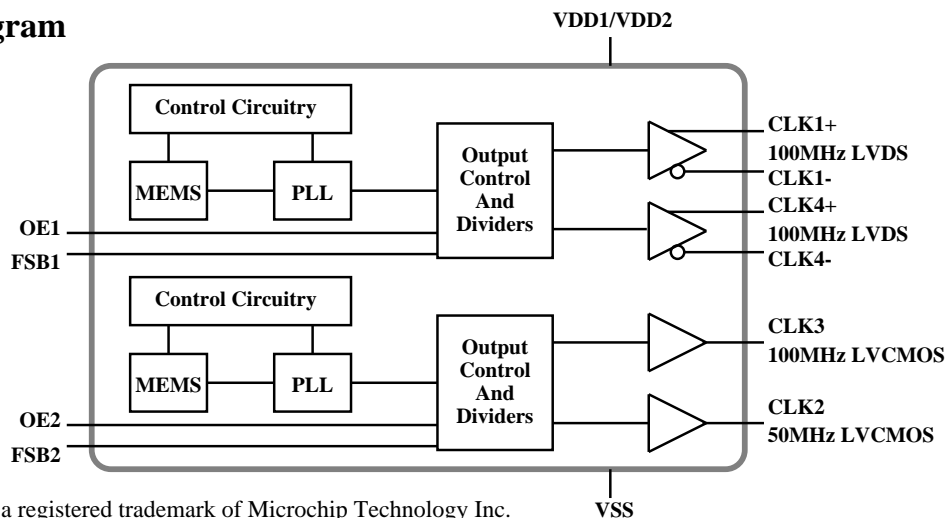 gram
VDD1/VDD2
Control Circuitry
MEMS
PLL
Output
Control
And
Dividers
CLK1+
100MHz LVDS
CLK1-
CLK4+
100MHz LVDS
CLK4-
OE1
FSB1
Control Circuitry
MEMS
PLL
Output
Control
And
Dividers
CLK3
100MHz LVCMOS
CLK2
50MHz LVCMOS
OE2
FSB2
a registered trademark of Microchip Technology Inc.
VSS